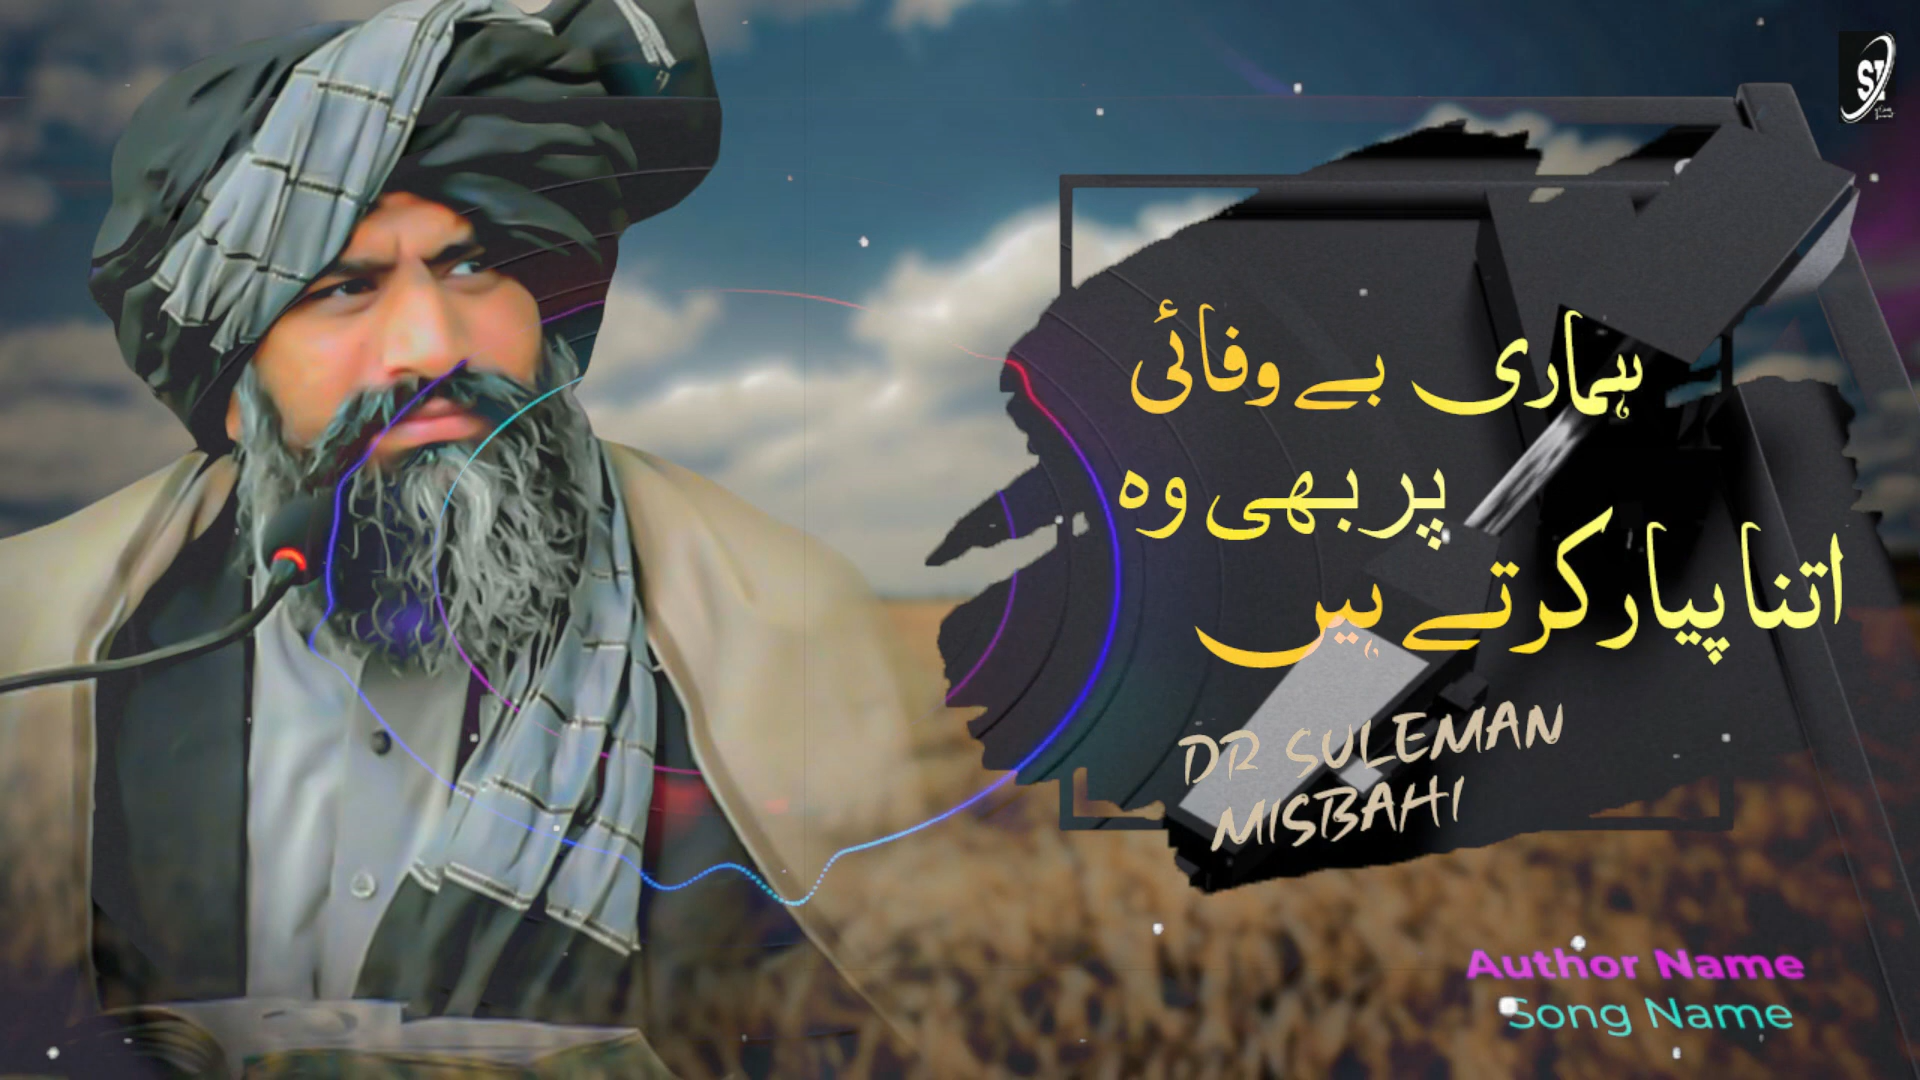 ہماری بے وفائی
پر بھی وہ
اتنا پیار کرتے ہیں
DR SULEMAN
MISBAHI
Author Name
Song Name